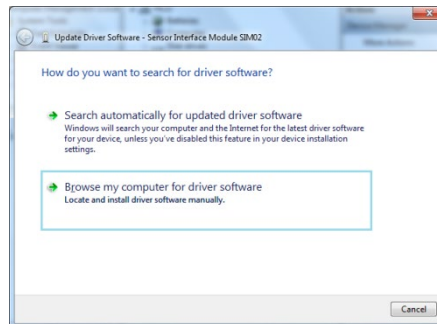 Update Driver Software - Sensor Interface Module SIM02
How do you want to search for driver software?
Search automatically for updated driver software
Windows will search your computer and the Internet for the latest driver software
for your device, unless you've disabled this feature in your device installation
settings.
Browse my computer for driver software
Locate and install driver software manually.
Cancel